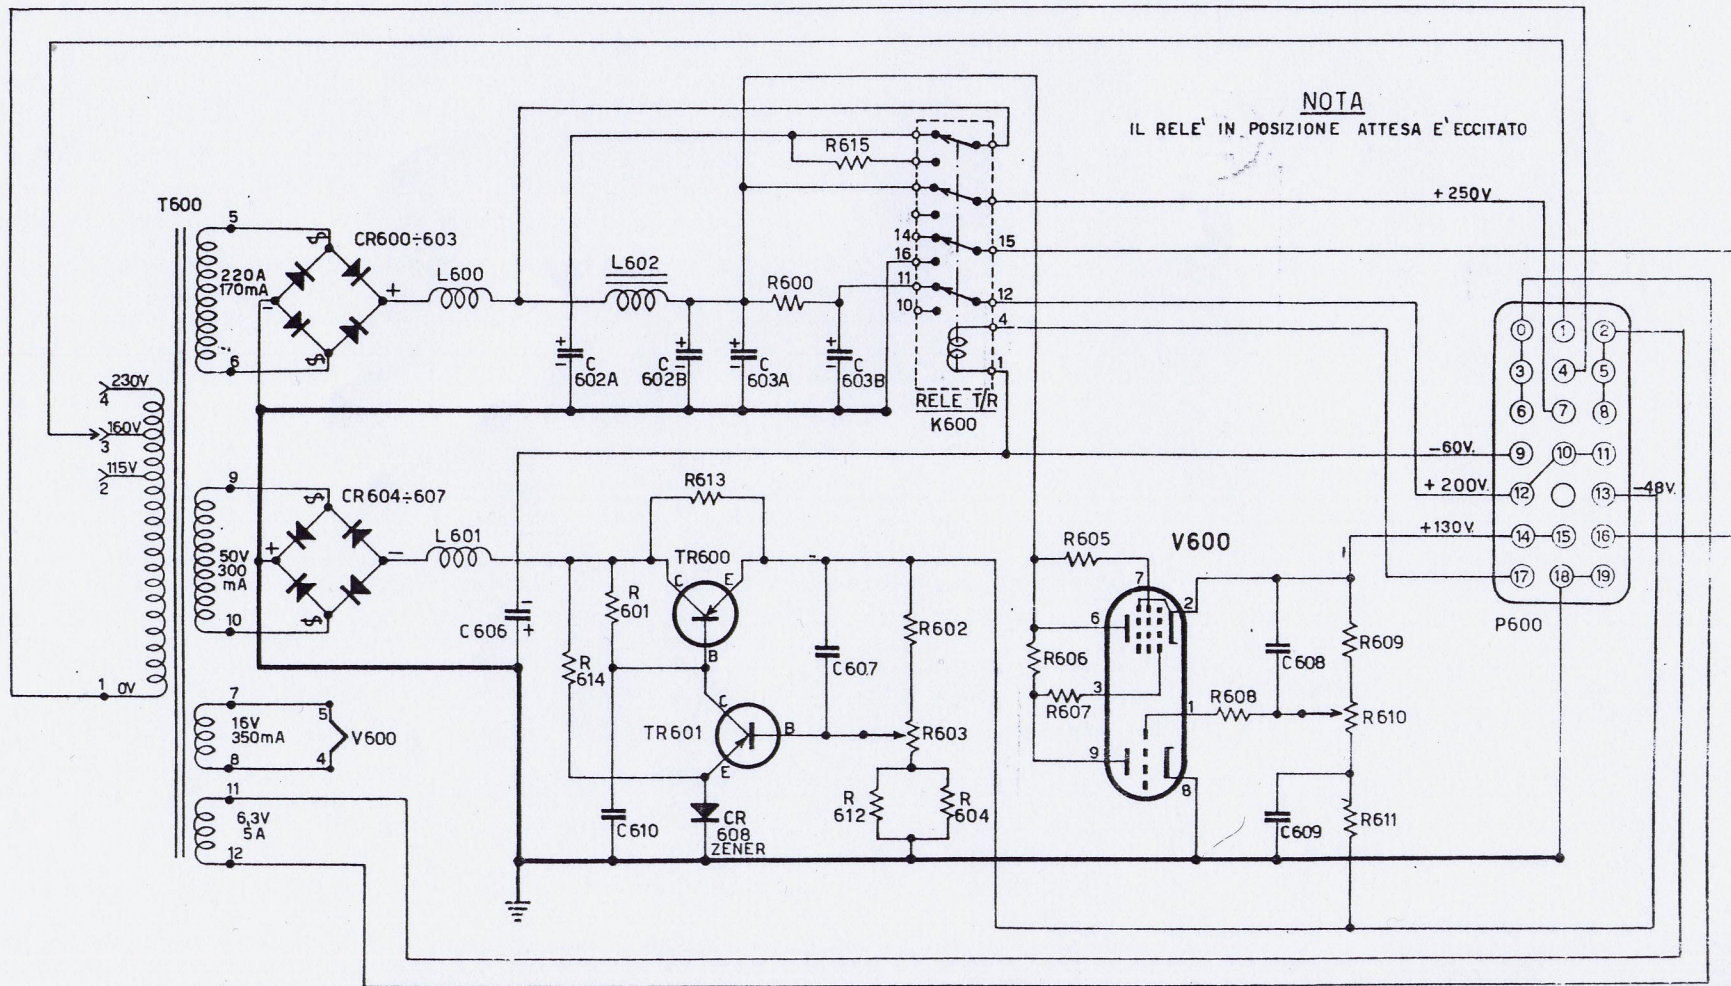 NOTA
IL RELE' IN POSIZIONE ATTESA E' ECCITATO
T600
5
220A
170mA
6
CR600÷603
+
-
L600
L602
R600
R615
+
-
C
602A
+
-
C
602B
+
-
C
603A
+
-
C
603B
14
16
11
10
15
12
4
1
RELE T/R
K600
+250V.
-60V.
+200V.
-48V.
+130V.
0 1 2
3 4 5
6 7 8
9 10 11
12 13
14 15 16
17 18 19
P600
230V
4
160V
3
115V
2
1 0V
9
50V
300
mA
10
CR604÷607
+
-
L601
C606
-
+
R613
TR600
C
E
B
-
R
601
R
614
C607
R602
R603
TR601
C
B
E
R
612
R
604
C610
CR
608
ZENER
7
16V
350mA
8
5
4
V600
11
6,3V
5A
12
R605
V600
7
2
6
R606
3
R607
1
R608
9
8
C608
R609
R610
C609
R611